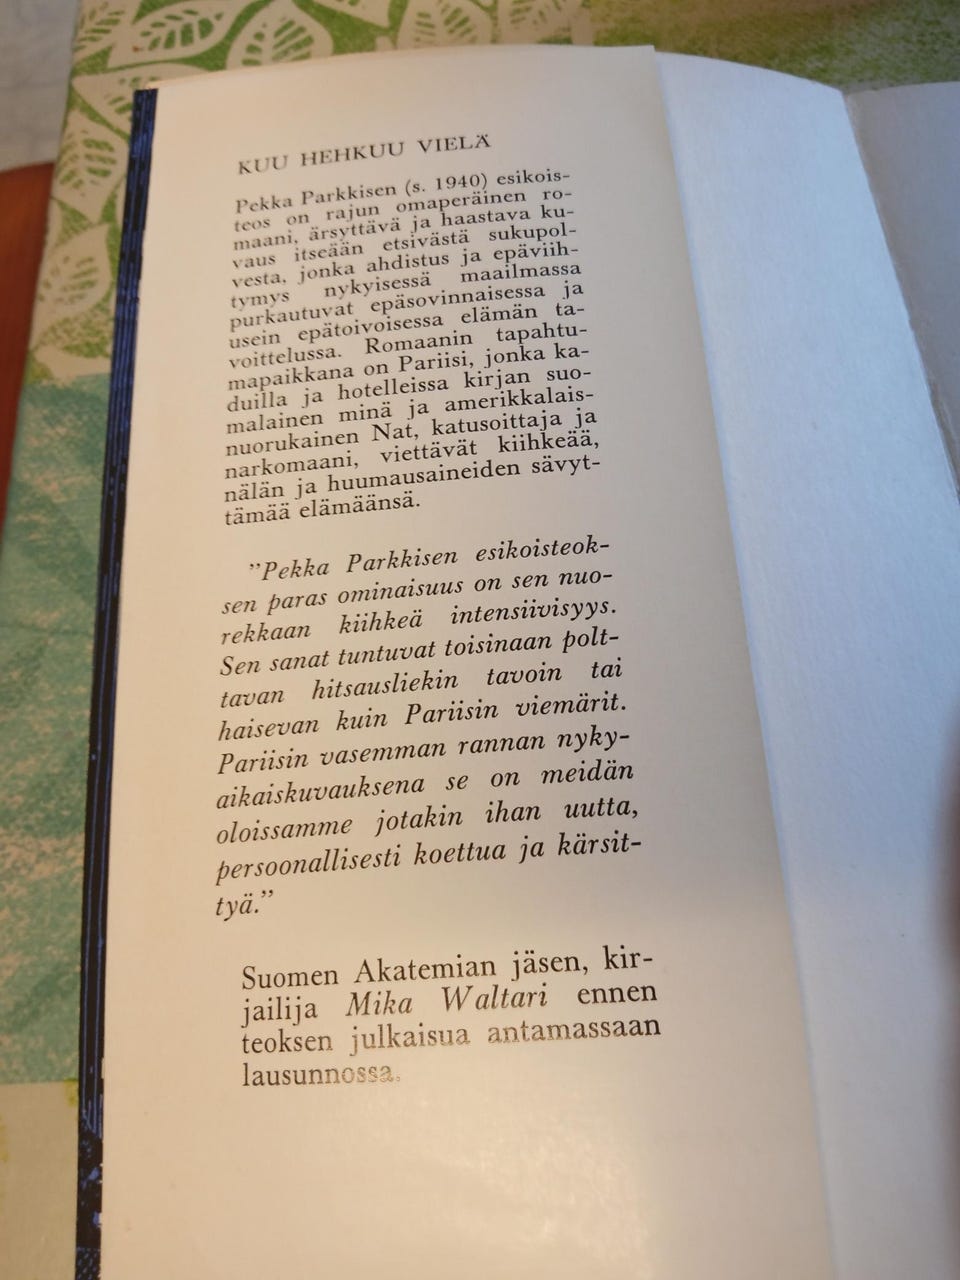 KUU HEHKUU VIELÄ
Pekka Parkkisen (s. 1940) esikois-
teos on rajun omaperäinen ro-
maani, ärsyttävä ja haastava ku-
vaus itseään etsivästä sukupol-
vesta, jonka ahdistus ja epäviih-
tymys nykyisessä maailmassa
purkautuvat epäsovinnaisessa ja
usein epätoivoisessa elämän ta-
voittelussa. Romaanin tapahtu-
mapaikkana on Pariisi, jonka ka-
duilla ja hotelleissa kirjan suo-
malainen minä ja amerikkalais-
nuorukainen Nat, katusoittaja ja
narkomaani, viettävät kiihkeää,
nälän ja huumausaineiden sävyt-
tämää elämäänsä.
”Pekka Parkkisen esikoisteok-
sen paras ominaisuus on sen nuo-
rekkaan kiihkeä intensiivisyys.
Sen sanat tuntuvat toisinaan polt-
tavan hitsausliekin tavoin tai
haisevan kuin Pariisin viemärit.
Pariisin vasemman rannan nyky-
aikaiskuvauksena se on meidän
oloissamme jotakin ihan uutta,
persoonallisesti koettua ja kärsit-
tyä.”
Suomen Akatemian jäsen, kir-
jailija Mika Waltari ennen
teoksen julkaisua antamassaan
lausunnossa.